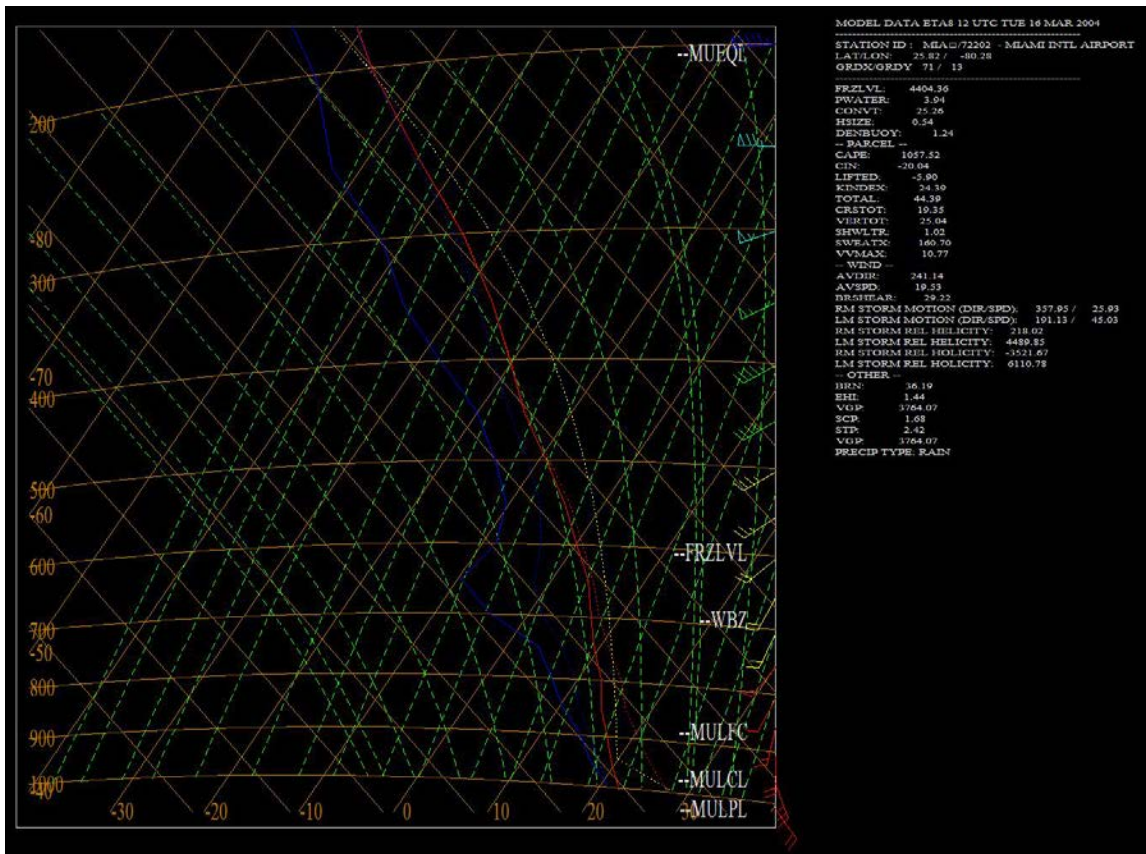 MODEL DATA ETA8 12 UTC TUE 16 MAR 2004
STATION ID : MIA□/72202 - MIAMI INTL AIRPORT
LAT/LON: 25.82 / -80.28
GRDX/GRDY 71 / 13
FRZLVL: 4404.36
PWATER: 3.94
CONVT: 25.26
HSIZE: 0.54
DENBUOY: 1.24
-- PARCEL --
CAPE: 1057.52
CIN: -20.04
LIFTED: -5.90
KINDEX: 24.39
TOTAL: 44.39
CRSTOT: 19.35
VERTOT: 25.04
SHWLTR: 1.02
SWEATX: 160.70
VVMAX: 10.77
-- WIND --
AVDIR: 241.14
AVSPD: 19.53
BRSHEAR: 29.22
RM STORM MOTION (DIR/SPD): 357.95 / 25.93
LM STORM MOTION (DIR/SPD): 191.13 / 45.03
RM STORM REL HELICITY: 218.02
LM STORM REL HELICITY: 4489.85
RM STORM REL HOLICITY: -3521.67
LM STORM REL HOLICITY: 6110.78
-- OTHER --
BRN: 36.19
EHI: 1.44
VGP: 3764.07
SCP: 1.68
STP: 2.42
VGP: 3764.07
PRECIP TYPE: RAIN
--MUEQL
200
-80
300
-70
400
500
-60
--FRZLVL
600
--WBZ
700
-50
800
--MULFC
900
--MULCL
1000
-40
-30 -20 -10 0 10 20 30
--MULPL